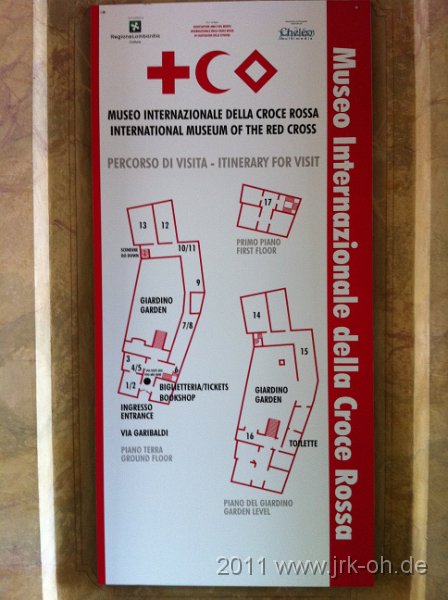 RegioneLombardia
Chelési
MUSEO INTERNAZIONALE DELLA CROCE ROSSA
INTERNATIONAL MUSEUM OF THE RED CROSS
PERCORSO DI VISITA - ITINERARY FOR VISIT
17
PRIMO PIANO
FIRST FLOOR
13
12
10/11
GIARDINO
GARDEN
9
7/8
3
4/5
1/2
6
BIGLIETTERIA/TICKETS
BOOKSHOP
INGRESSO
ENTRANCE
VIA GARIBALDI
PIANO TERRA
GROUND FLOOR
14
15
GIARDINO
GARDEN
16
TOILETTE
PIANO DEL GIARDINO
GARDEN LEVEL
Museo Internazionale della Croce Rossa
2011 www.jrk-oh.de